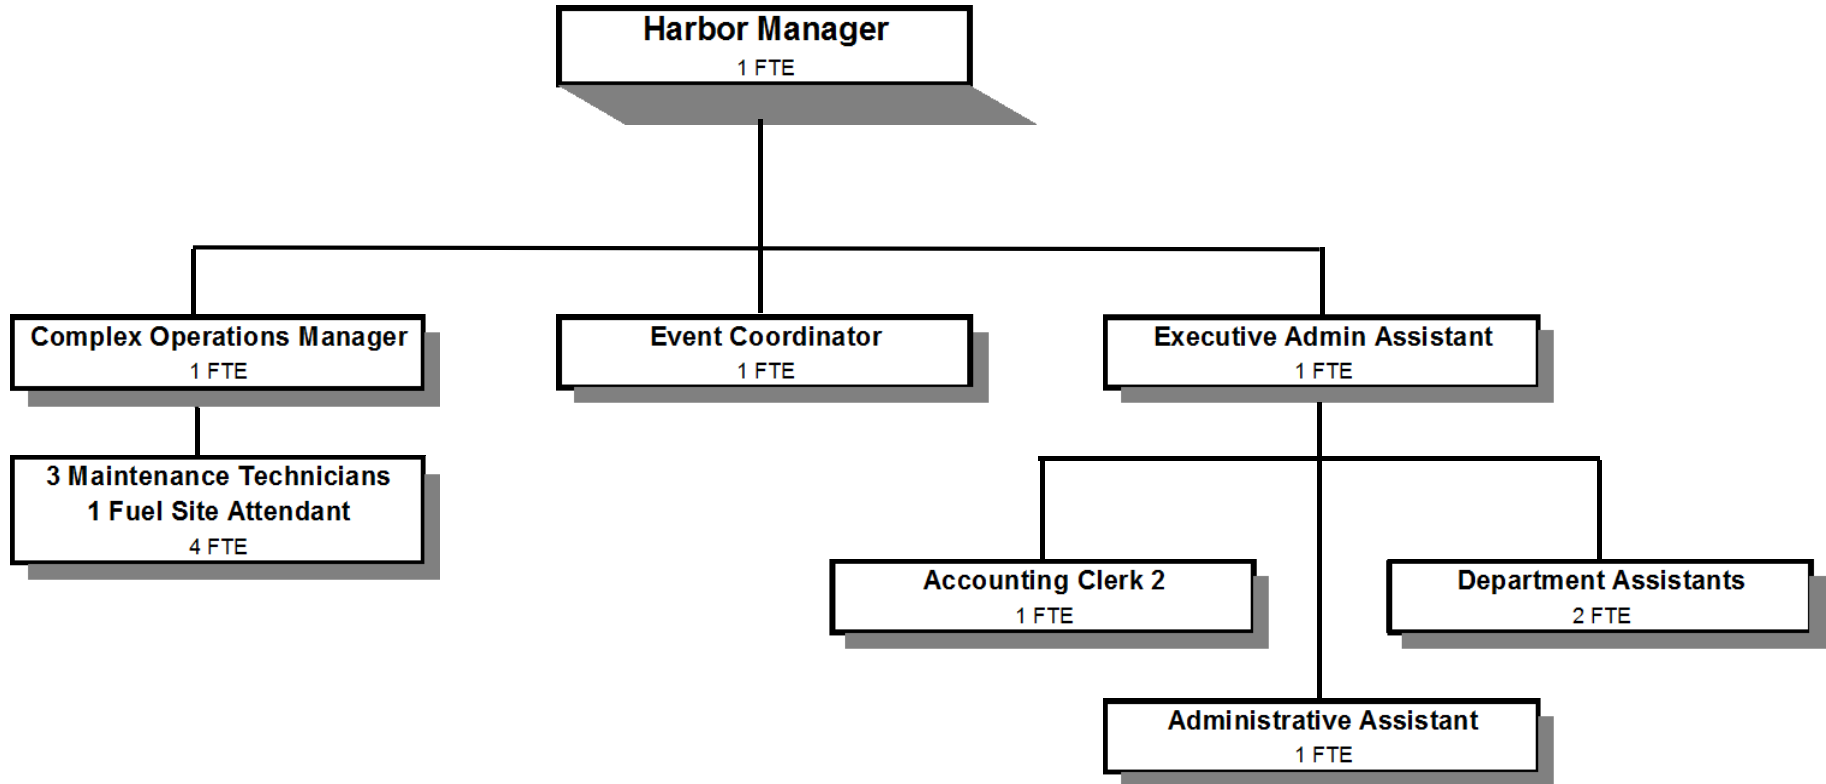 Harbor Manager
1 FTE
Complex Operations Manager
1 FTE
Event Coordinator
1 FTE
Executive Admin Assistant
1 FTE
3 Maintenance Technicians
1 Fuel Site Attendant
4 FTE
Accounting Clerk 2
1 FTE
Department Assistants
2 FTE
Administrative Assistant
1 FTE